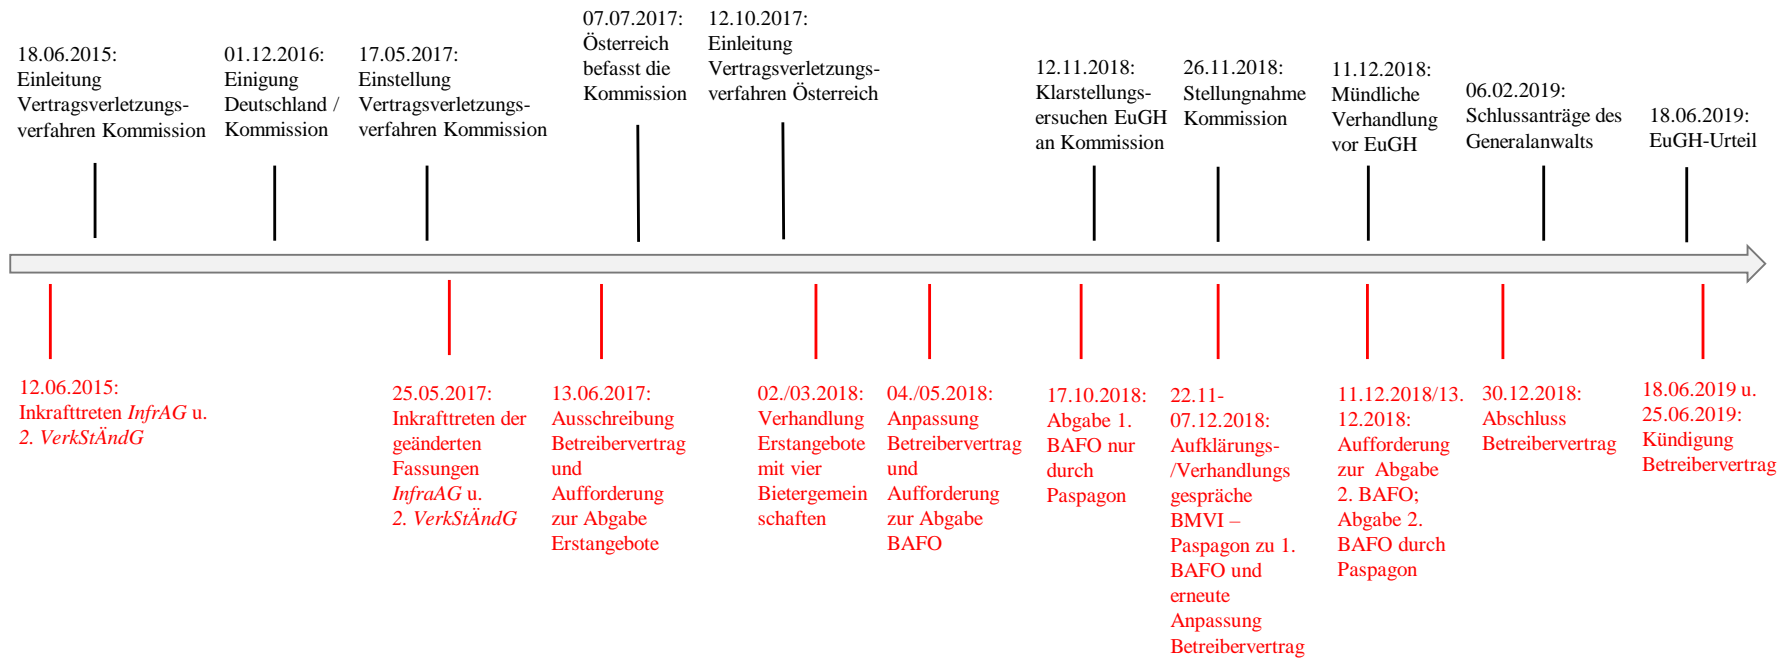 18.06.2015:
Einleitung
Vertragsverletzungs-
verfahren Kommission
01.12.2016:
Einigung
Deutschland /
Kommission
17.05.2017:
Einstellung
Vertragsverletzungs-
verfahren Kommission
07.07.2017:
Österreich
befasst die
Kommission
12.10.2017:
Einleitung
Vertragsverletzungs-
verfahren Österreich
12.11.2018:
Klarstellungs-
ersuchen EuGH
an Kommission
26.11.2018:
Stellungnahme
Kommission
11.12.2018:
Mündliche
Verhandlung
vor EuGH
06.02.2019:
Schlussanträge des
Generalanwalts
18.06.2019:
EuGH-Urteil
12.06.2015:
Inkrafttreten InfrAG u.
2. VerkStÄndG
25.05.2017:
Inkrafttreten der
geänderten
Fassungen
InfraAG u.
2. VerkStÄndG
13.06.2017:
Ausschreibung
Betreibervertrag
und
Aufforderung
zur Abgabe
Erstangebote
02./03.2018:
Verhandlung
Erstangebote
mit vier
Bietergemein
schaften
04./05.2018:
Anpassung
Betreibervertrag
und
Aufforderung
zur Abgabe
BAFO
17.10.2018:
Abgabe 1.
BAFO nur
durch
Paspagon
22.11-
07.12.2018:
Aufklärungs-
/Verhandlungs
gespräche
BMVI –
Paspagon zu 1.
BAFO und
erneute
Anpassung
Betreibervertrag
11.12.2018/13.
12.2018:
Aufforderung
zur Abgabe
2. BAFO;
Abgabe 2.
BAFO durch
Paspagon
30.12.2018:
Abschluss
Betreibervertrag
18.06.2019 u.
25.06.2019:
Kündigung
Betreibervertrag